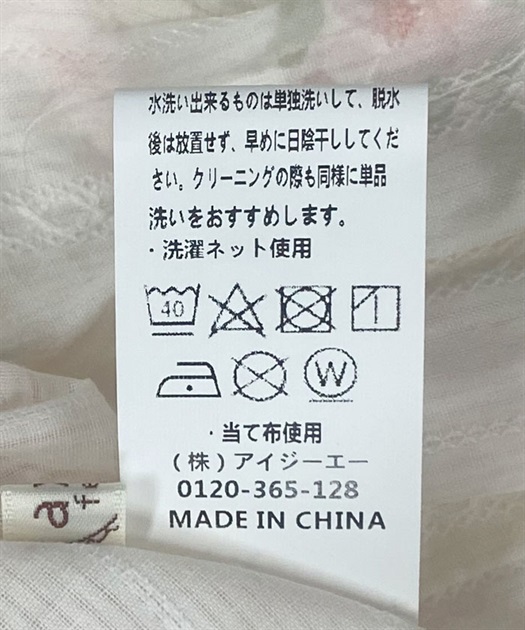 水洗い出来るものは単独洗いして、脱水
後は放置せず、早めに日陰干ししてくだ
さい。クリーニングの際も同様に単品
洗いをおすすめします。
・洗濯ネット使用
40
W
・当て布使用
（株）アイジーエー
0120-365-128
MADE IN CHINA